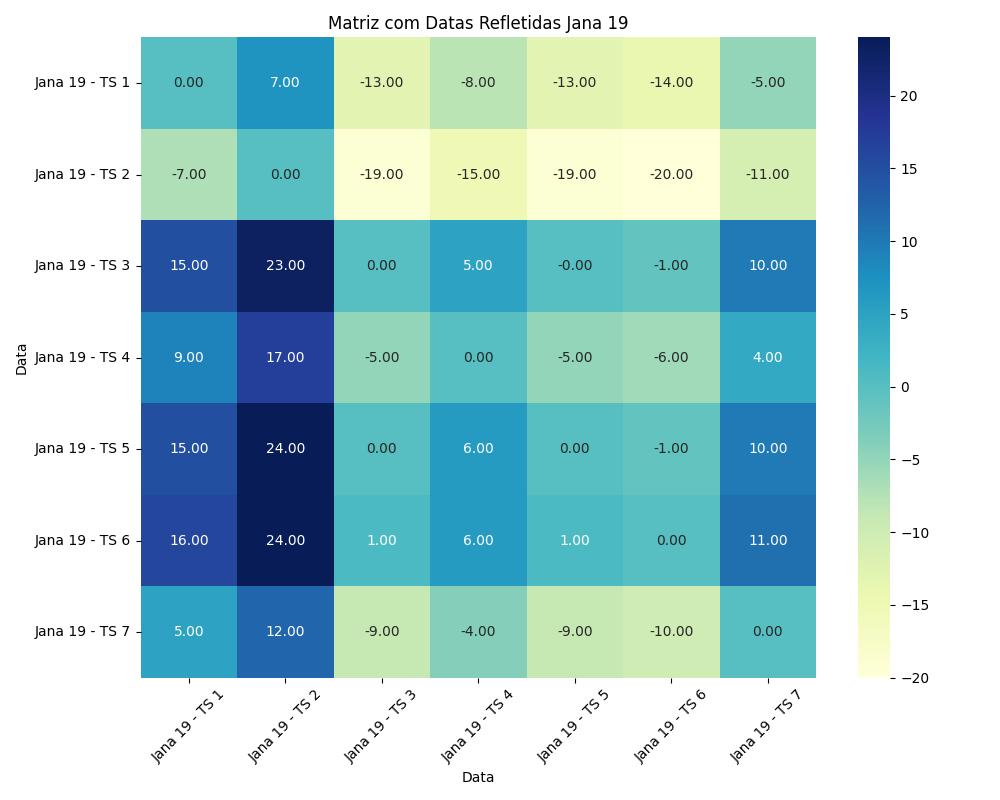 Matriz com Datas Refletidas Jana 19
Jana 19 - TS 1 0.00 7.00 -13.00 -8.00 -13.00 -14.00 -5.00
Jana 19 - TS 2 -7.00 0.00 -19.00 -15.00 -19.00 -20.00 -11.00
Jana 19 - TS 3 15.00 23.00 0.00 5.00 -0.00 -1.00 10.00
Jana 19 - TS 4 9.00 17.00 -5.00 0.00 -5.00 -6.00 4.00
Jana 19 - TS 5 15.00 24.00 0.00 6.00 0.00 -1.00 10.00
Jana 19 - TS 6 16.00 24.00 1.00 6.00 1.00 0.00 11.00
Jana 19 - TS 7 5.00 12.00 -9.00 -4.00 -9.00 -10.00 0.00
Data
Jana 19 - TS 1 Jana 19 - TS 2 Jana 19 - TS 3 Jana 19 - TS 4 Jana 19 - TS 5 Jana 19 - TS 6 Jana 19 - TS 7
Data
20
15
10
5
0
−5
−10
−15
−20